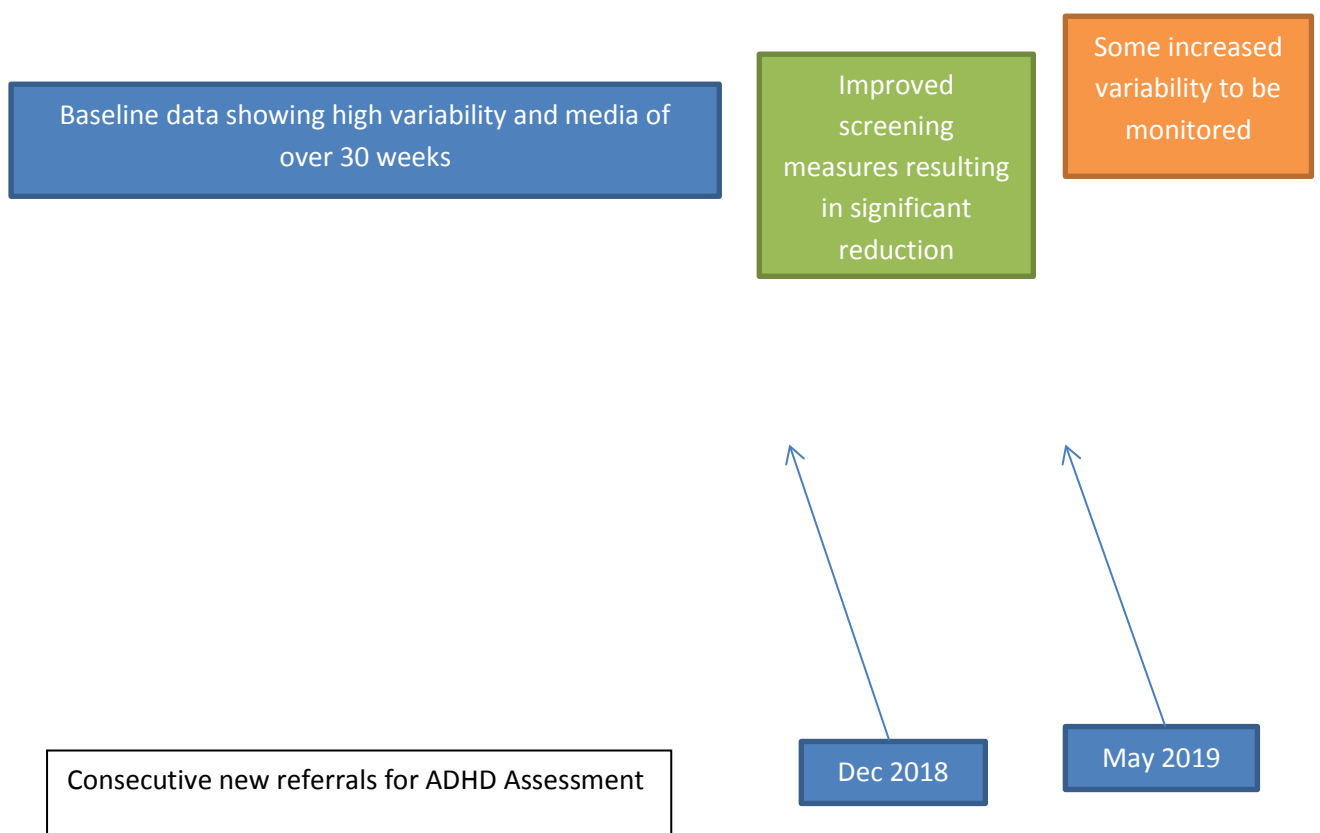 Baseline data showing high variability and media of
over 30 weeks
Improved
screening
measures resulting
in significant
reduction
Some increased
variability to be
monitored
Consecutive new referrals for ADHD Assessment
Dec 2018
May 2019